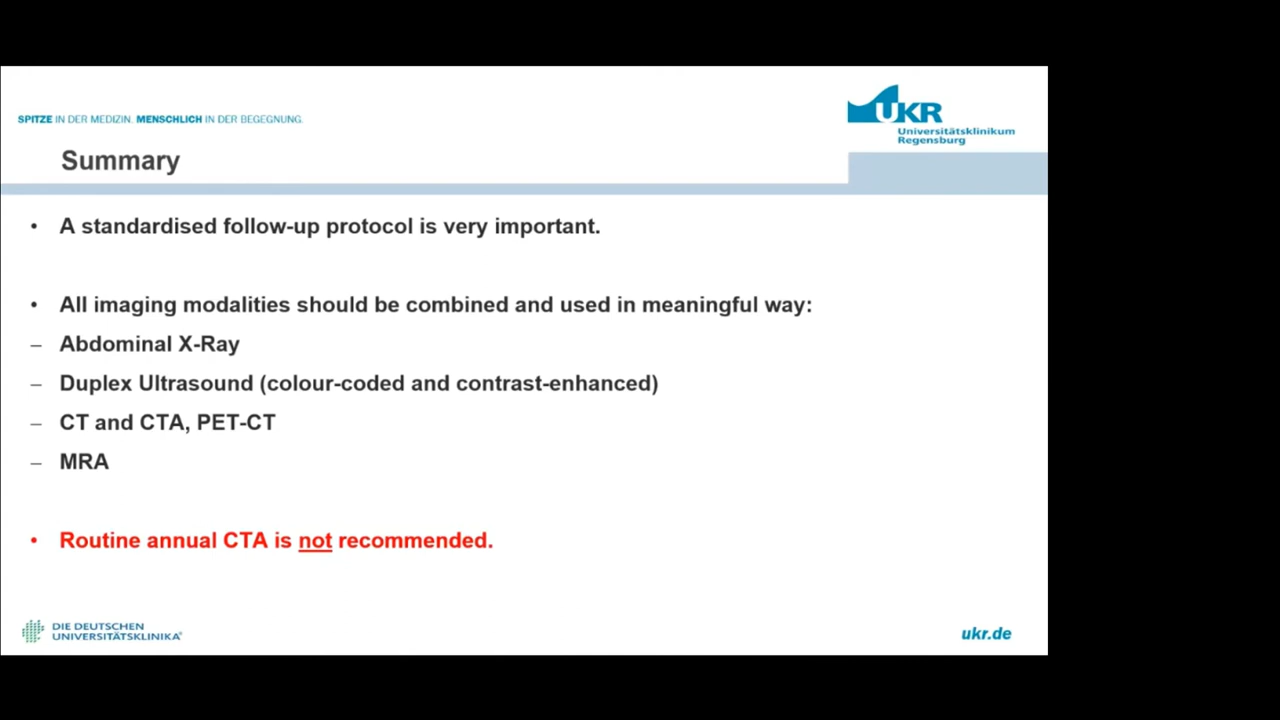 SPITZE IN DER MEDIZIN. MENSCHLICH IN DER BEGEGNUNG.
UKR
Universitätsklinikum
Regensburg
Summary
• A standardised follow-up protocol is very important.
• All imaging modalities should be combined and used in meaningful way:
– Abdominal X-Ray
– Duplex Ultrasound (colour-coded and contrast-enhanced)
– CT and CTA, PET-CT
– MRA
• Routine annual CTA is not recommended.
DIE DEUTSCHEN
UNIVERSITÄTSKLINIKA®
ukr.de